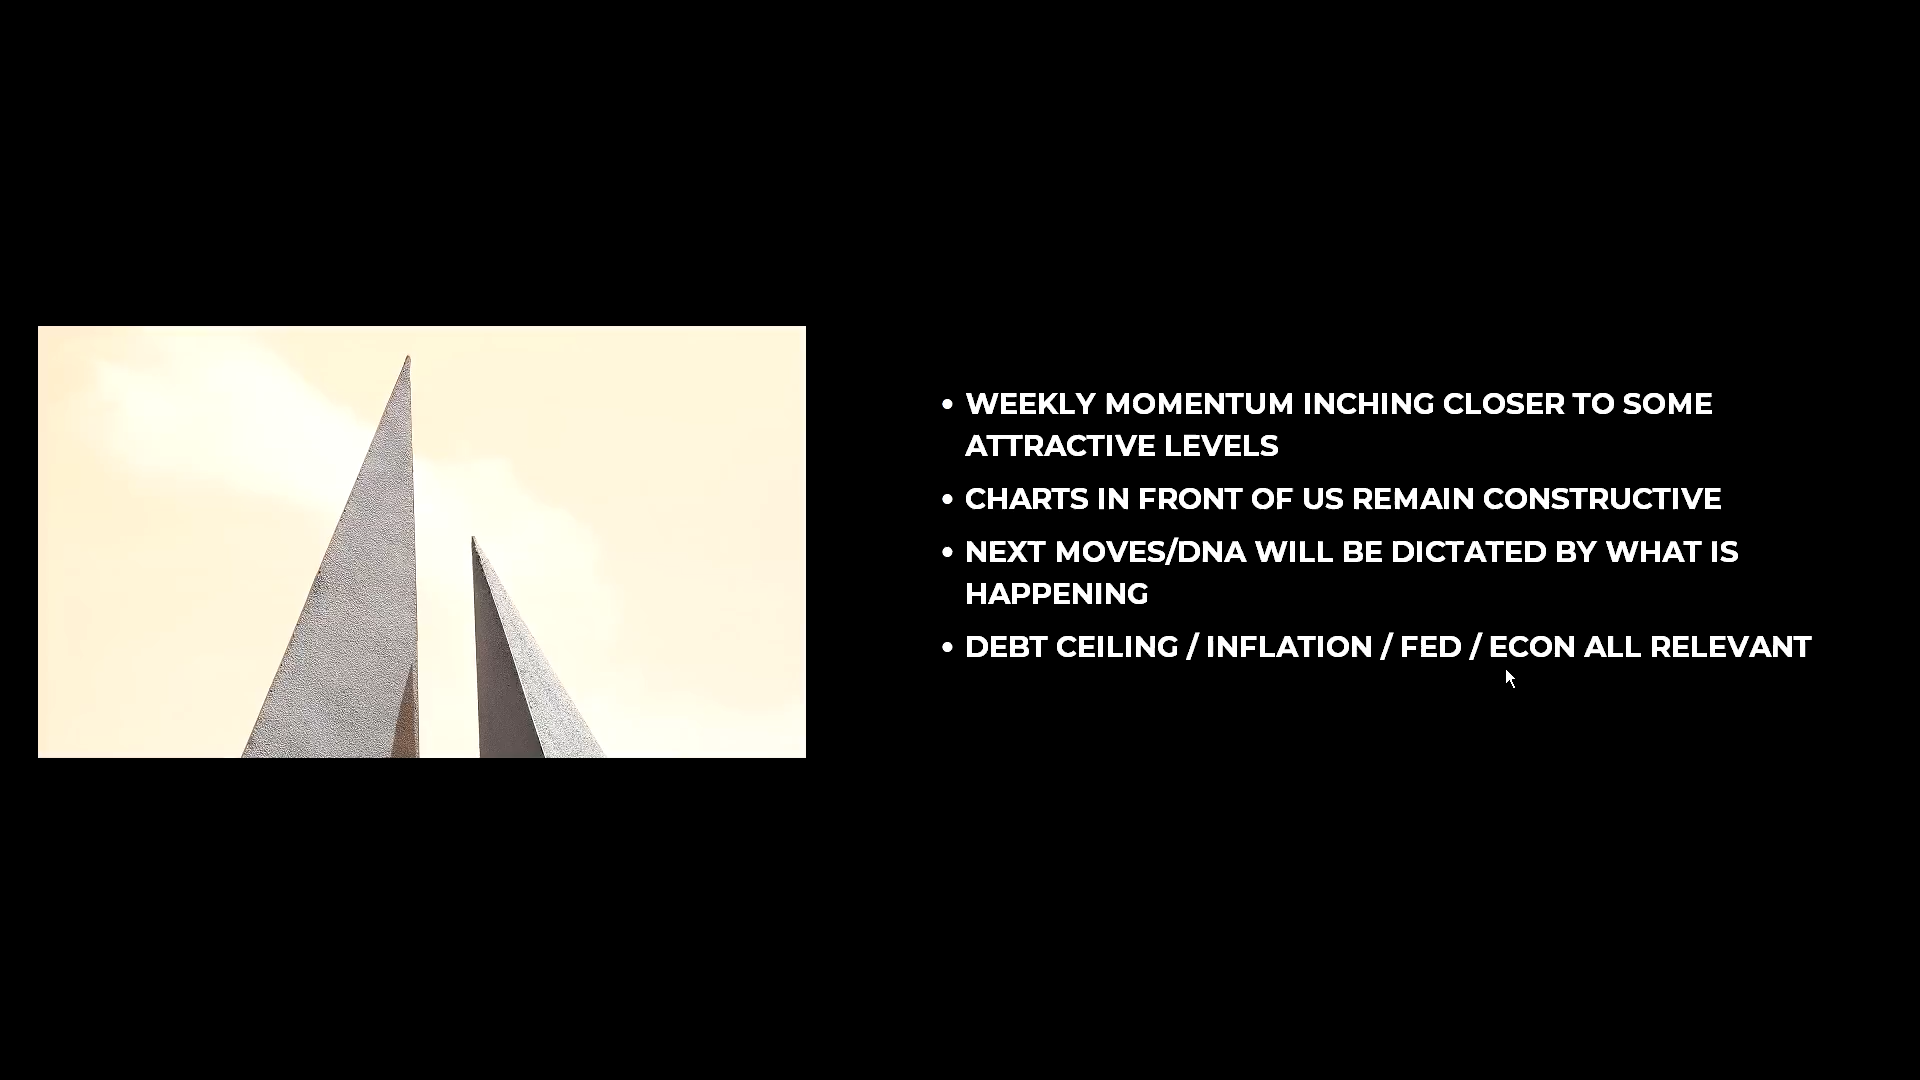 • WEEKLY MOMENTUM INCHING CLOSER TO SOME
ATTRACTIVE LEVELS
• CHARTS IN FRONT OF US REMAIN CONSTRUCTIVE
• NEXT MOVES/DNA WILL BE DICTATED BY WHAT IS
HAPPENING
• DEBT CEILING / INFLATION / FED / ECON ALL RELEVANT